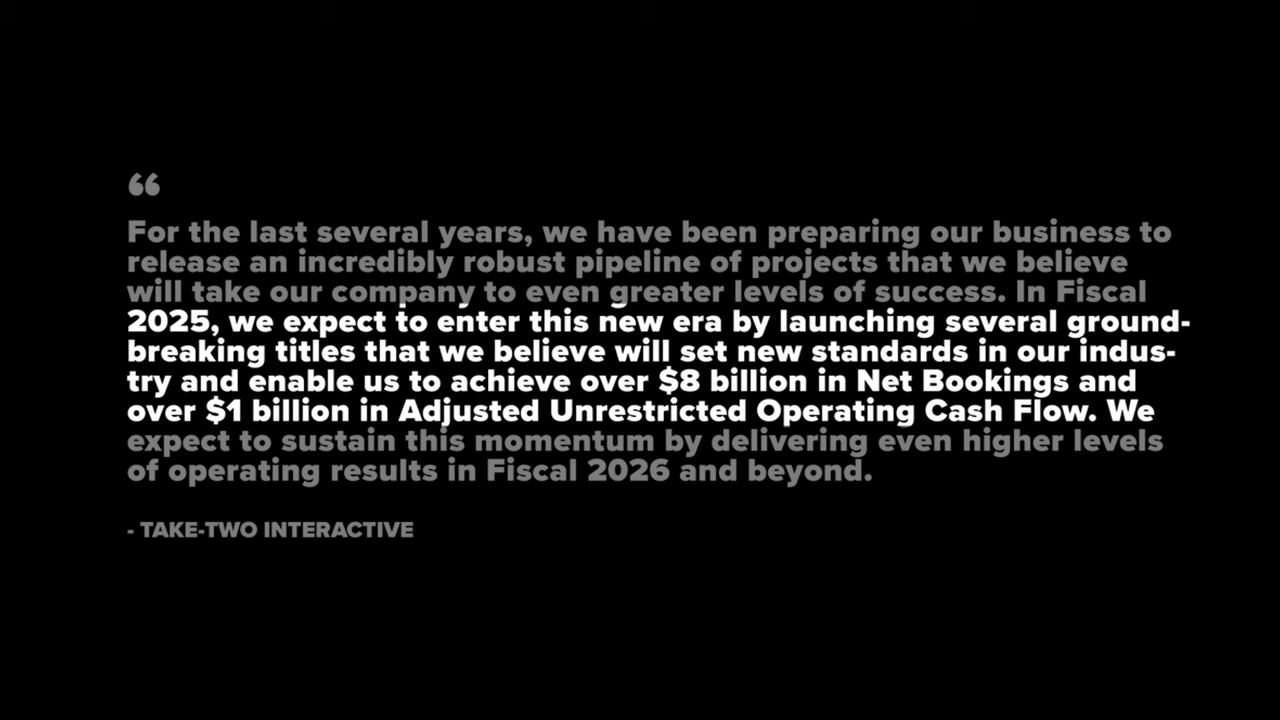 “
For the last several years, we have been preparing our business to
release an incredibly robust pipeline of projects that we believe
will take our company to even greater levels of success. In Fiscal
2025, we expect to enter this new era by launching several ground-
breaking titles that we believe will set new standards in our indus-
try and enable us to achieve over $8 billion in Net Bookings and
over $1 billion in Adjusted Unrestricted Operating Cash Flow. We
expect to sustain this momentum by delivering even higher levels
of operating results in Fiscal 2026 and beyond.
- TAKE-TWO INTERACTIVE